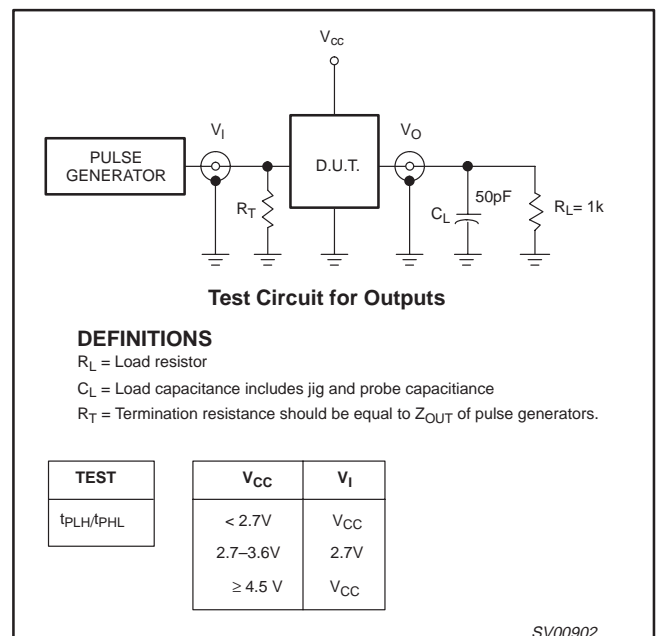 Vcc
VI
VO
PULSE
GENERATOR
D.U.T.
RT
50pF
CL
RL= 1k
Test Circuit for Outputs
DEFINITIONS
RL = Load resistor
CL = Load capacitance includes jig and probe capacitiance
RT = Termination resistance should be equal to ZOUT of pulse generators.
TEST
tPLH/tPHL
VCC VI
< 2.7V VCC
2.7–3.6V 2.7V
≥ 4.5 V VCC
SV00902